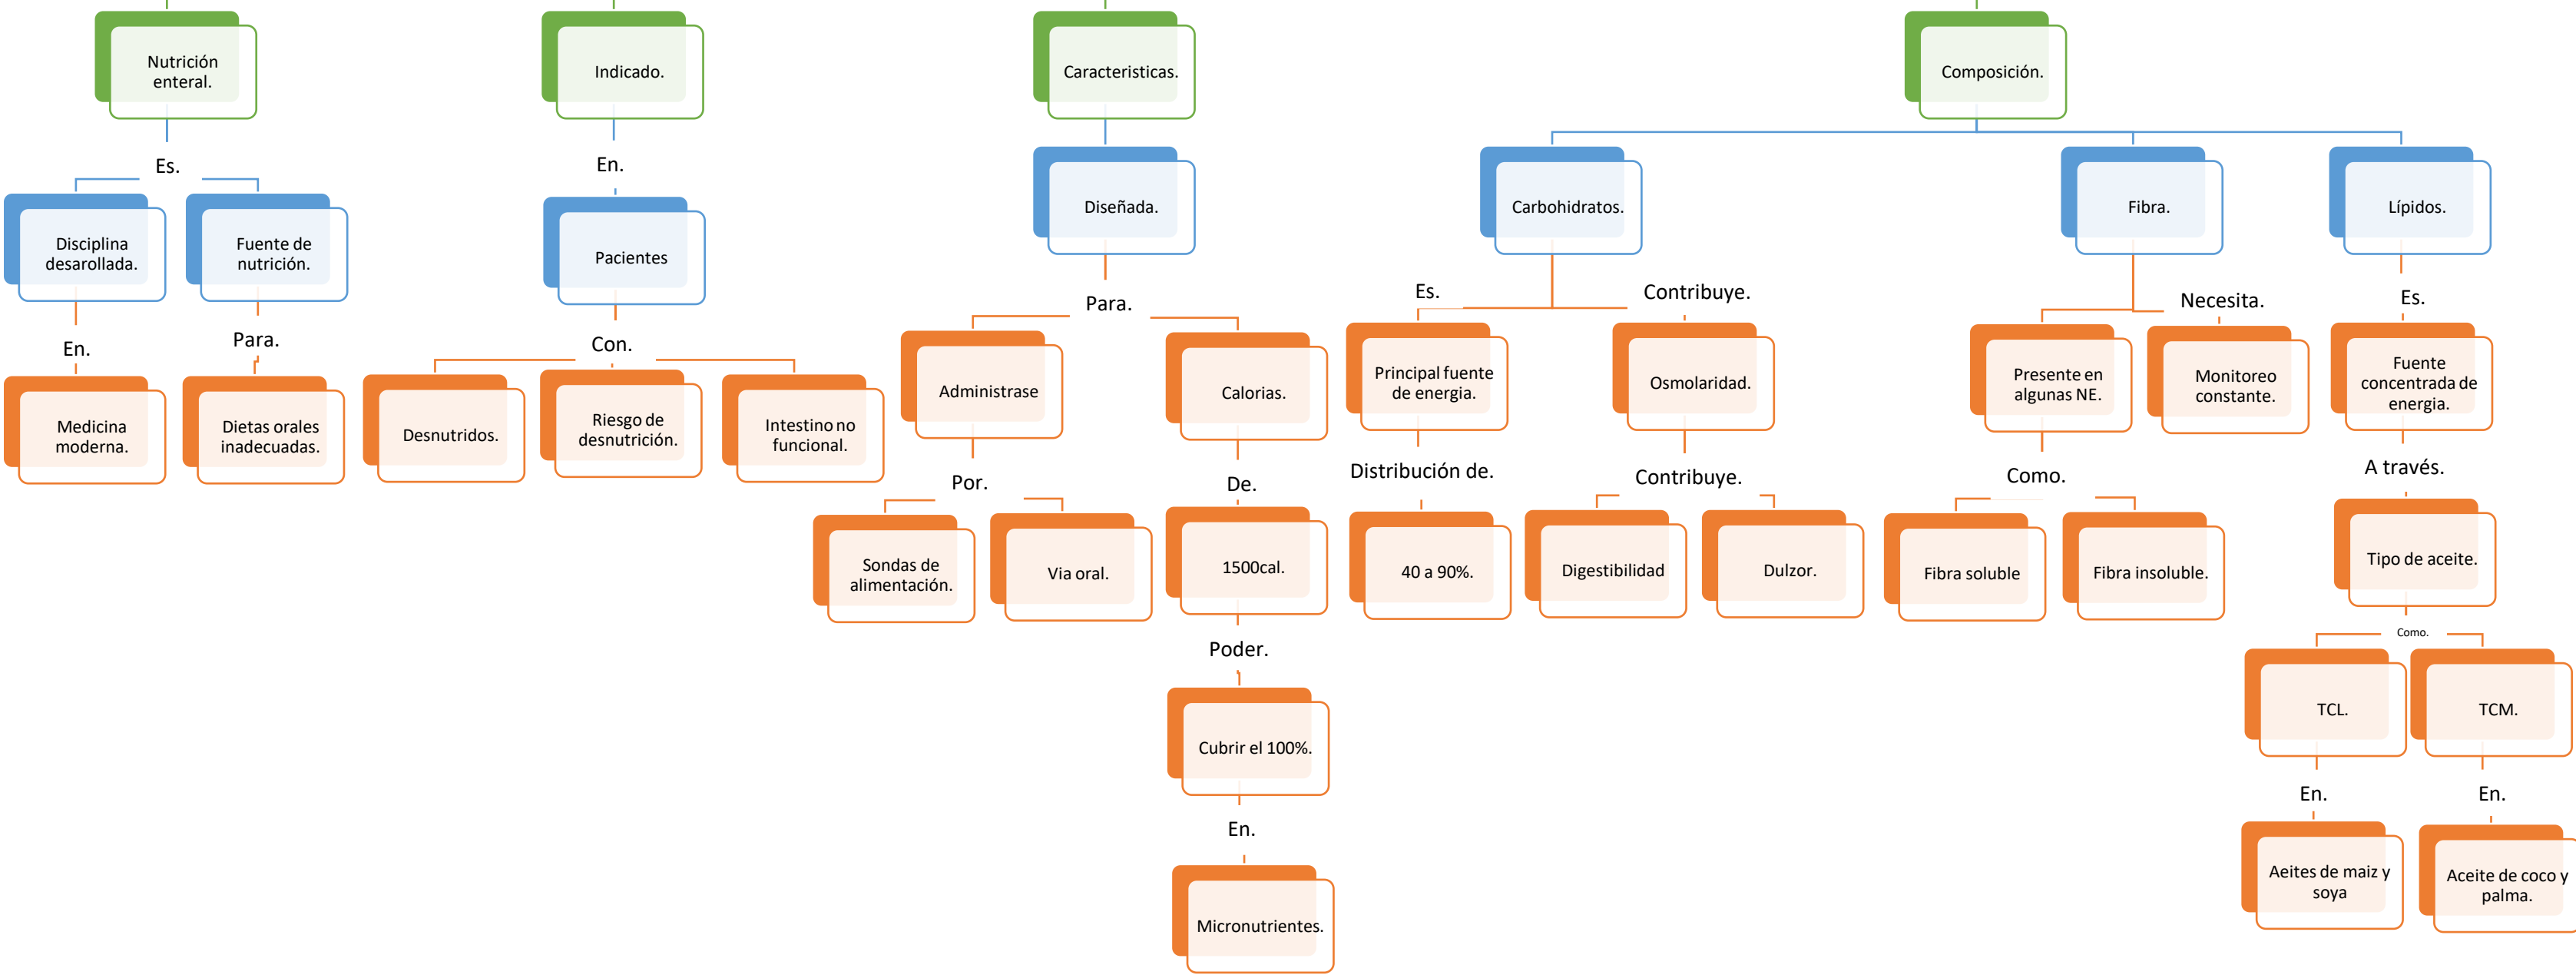 Nutrición
enteral.
Indicado.
Caracteristicas.
Composición.
Es.
En.
Diseñada.
Carbohidratos.
Fibra.
Lípidos.
Disciplina
desarollada.
Fuente de
nutrición.
Pacientes
En.
Para.
Con.
Para.
Es.
Contribuye.
Necesita.
Es.
Medicina
moderna.
Dietas orales
inadecuadas.
Desnutridos.
Riesgo de
desnutrición.
Intestino no
funcional.
Administrase
Calorias.
Principal fuente
de energia.
Osmolaridad.
Presente en
algunas NE.
Monitoreo
constante.
Fuente
concentrada de
energia.
Por.
De.
Distribución de.
Contribuye.
Como.
A través.
Sondas de
alimentación.
Via oral.
1500cal.
40 a 90%.
Digestibilidad
Dulzor.
Fibra soluble
Fibra insoluble.
Tipo de aceite.
Poder.
Como.
Cubrir el 100%.
TCL.
TCM.
En.
En.
En.
Micronutrientes.
Aeites de maiz y
soya
Aceite de coco y
palma.